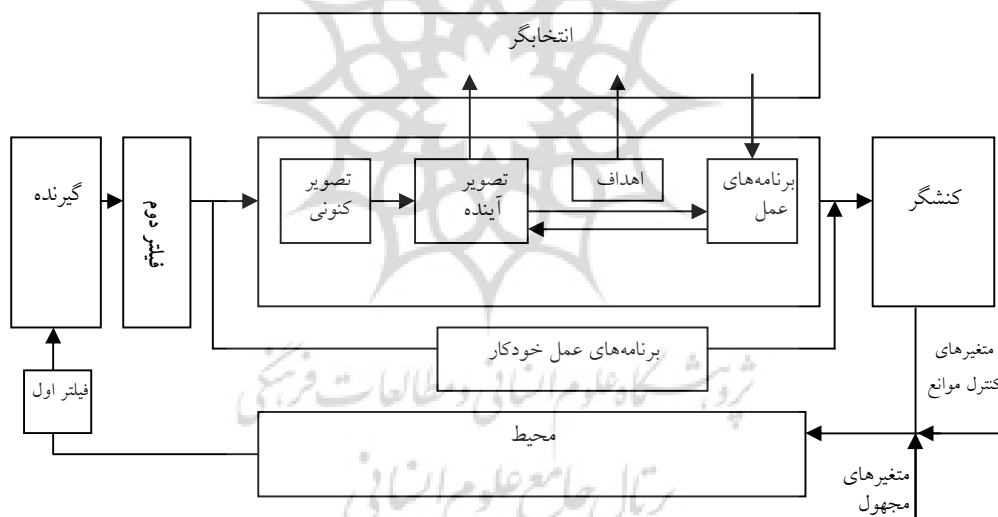 انتخابگر
گیرنده
فیلتر دوم
تصویر
کنونی
تصویر
آینده
اهداف
برنامه‌های
عمل
کنشگر
برنامه‌های عمل خودکار
متغیرهای
کنترل موانع
فیلتر اول
محیط
متغیرهای
مجهول
پژوهشگاه علوم انسانی و مطالعات فرهنگی
پرتال جامع علوم انسانی